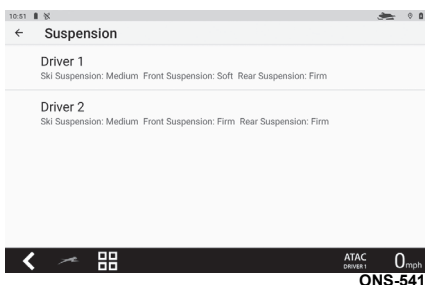 10:51
Suspension
Driver 1
Ski Suspension: Medium  Front Suspension: Soft  Rear Suspension: Firm
Driver 2
Ski Suspension: Medium  Front Suspension: Firm  Rear Suspension: Firm
ATAC
DRIVER 1
0mph
ONS-541